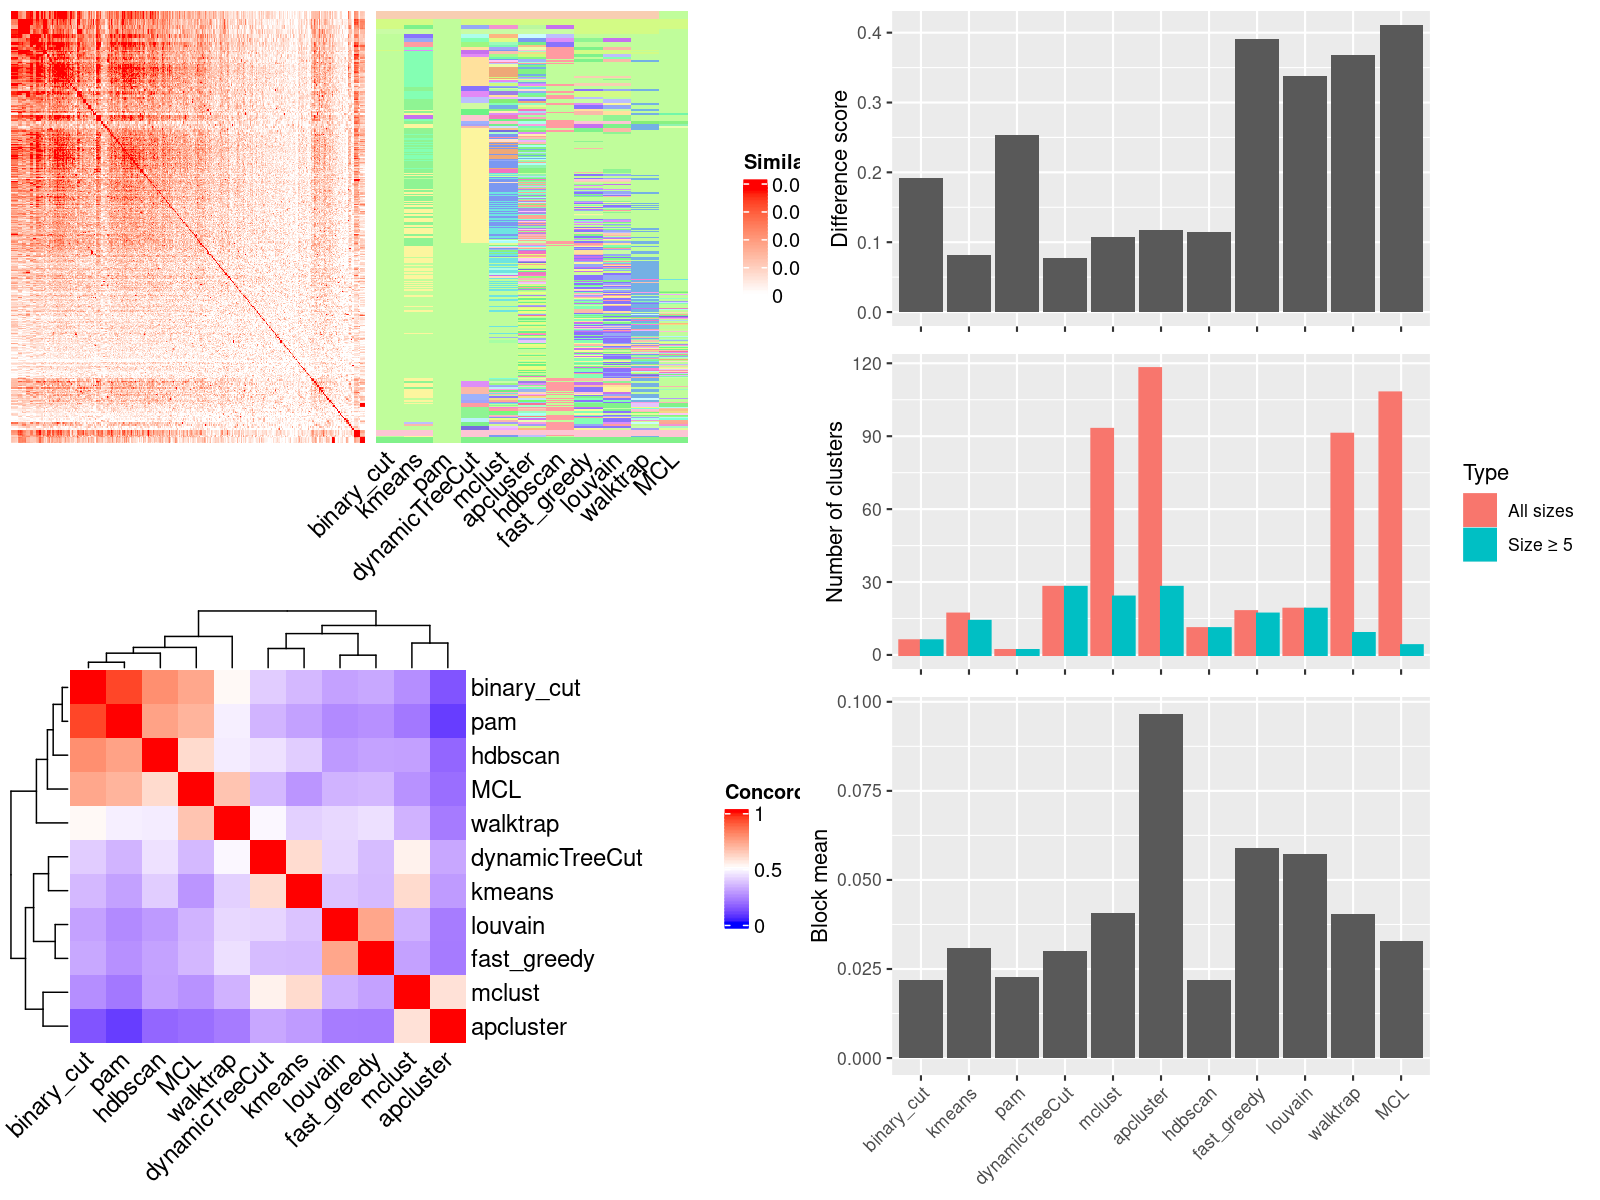 Simila
0.0
0.0
0.0
0.0
0
binary_cut
kmeans
pam
dynamicTreeCut
mclust
apcluster
hdbscan
fast_greedy
louvain
walktrap
MCL
binary_cut
pam
hdbscan
MCL
walktrap
dynamicTreeCut
kmeans
louvain
fast_greedy
mclust
apcluster
Concord
1
0.5
0
binary_cut
pam
hdbscan
MCL
walktrap
dynamicTreeCut
kmeans
louvain
fast_greedy
mclust
apcluster
Difference score
0.4
0.3
0.2
0.1
0.0
Number of clusters
120
90
60
30
0
Type
All sizes
Size ≥ 5
Block mean
0.100
0.075
0.050
0.025
0.000
binary_cut
kmeans
pam
dynamicTreeCut
mclust
apcluster
hdbscan
fast_greedy
louvain
walktrap
MCL